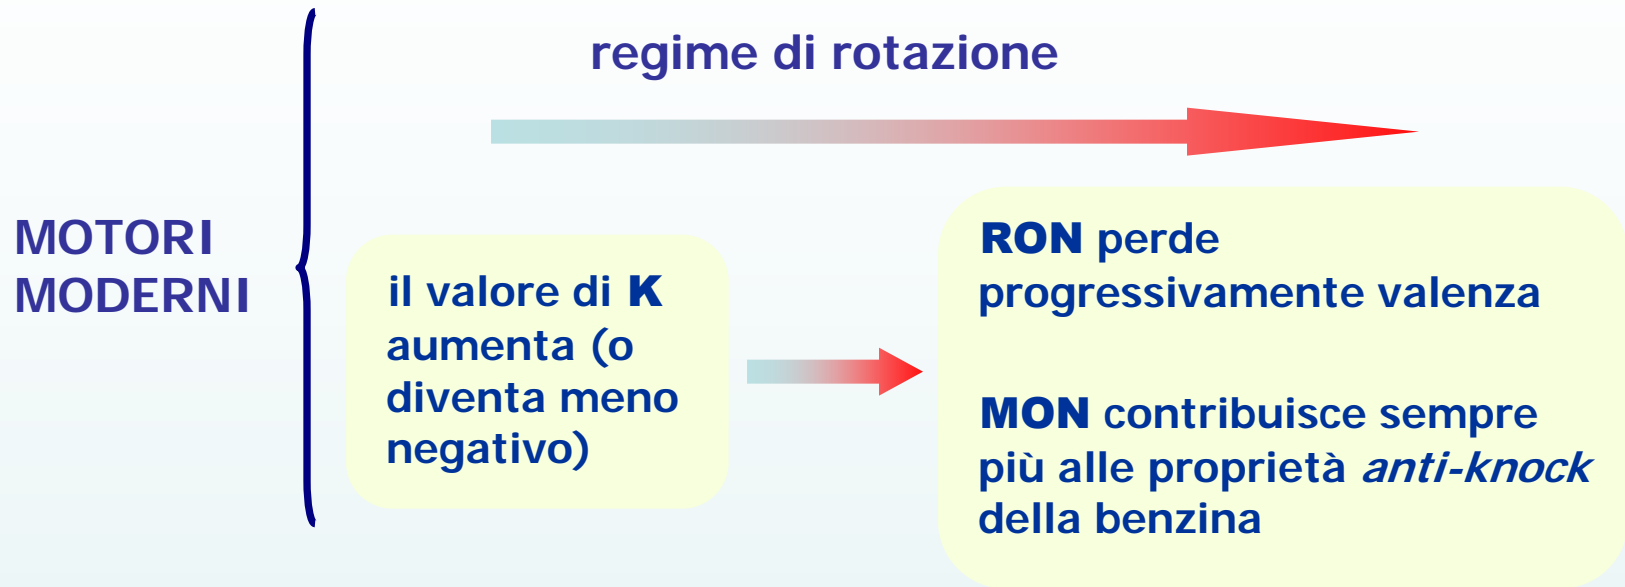 regime di rotazione
MOTORI
MODERNI
il valore di K
aumenta (o
diventa meno
negativo)
RON perde
progressivamente valenza
MON contribuisce sempre
più alle proprietà anti-knock
della benzina